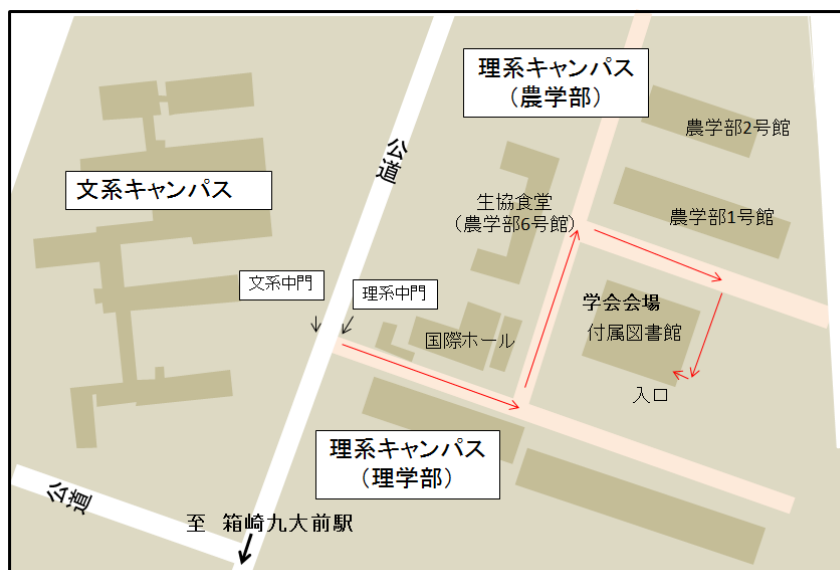 理系キャンパス
(農学部)
農学部2号館
公道
文系キャンパス
生協食堂
(農学部6号館)
農学部1号館
文系中門
理系中門
学会会場
付属図書館
国際ホール
入口
理系キャンパス
(理学部)
公道
至 箱崎九大前駅